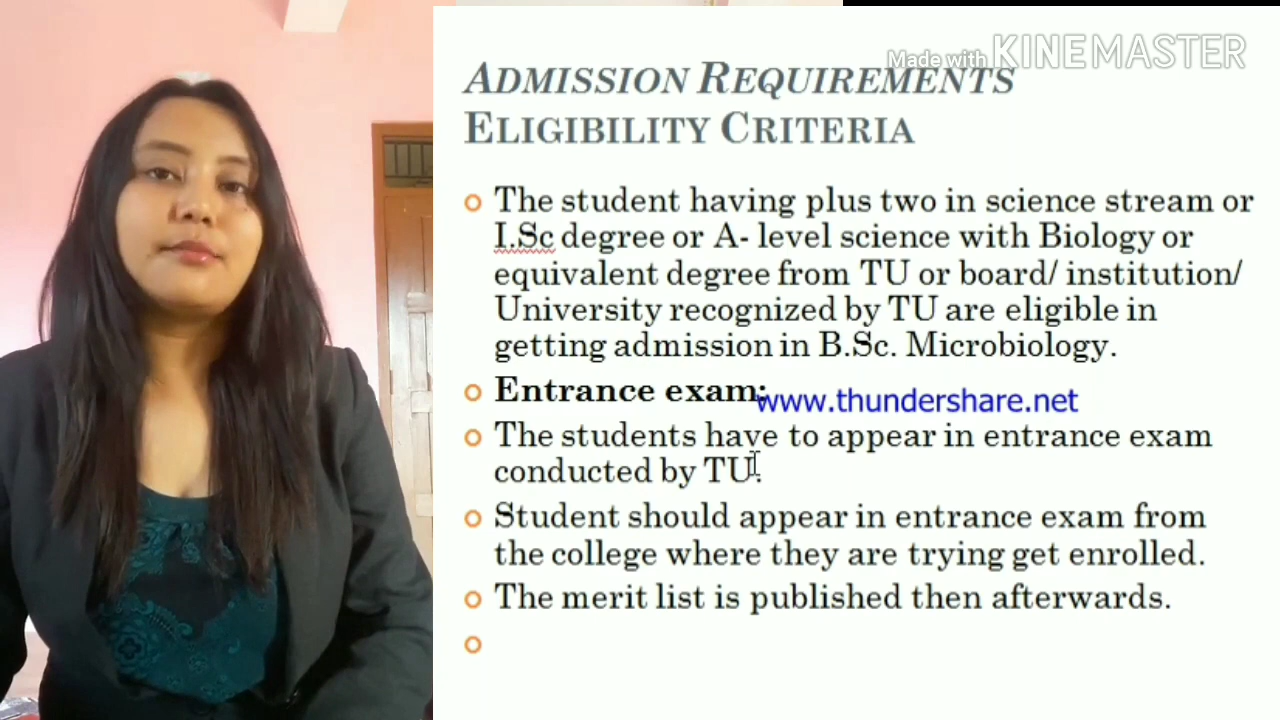 Made with KINEMASTER
ADMISSION REQUIREMENTS
ELIGIBILITY CRITERIA
The student having plus two in science stream or
I.Sc degree or A- level science with Biology or
equivalent degree from TU or board/ institution/
University recognized by TU are eligible in
getting admission in B.Sc. Microbiology.
Entrance exam:
www.thundershare.net
The students have to appear in entrance exam
conducted by TU.
Student should appear in entrance exam from
the college where they are trying get enrolled.
The merit list is published then afterwards.